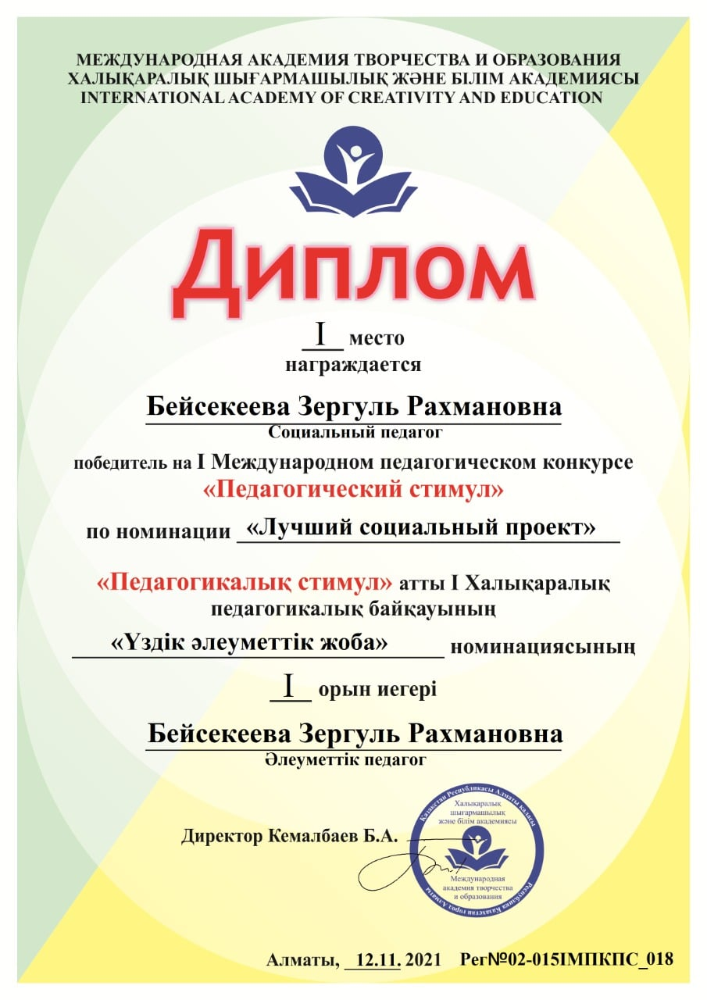 МЕЖДУНАРОДНАЯ АКАДЕМИЯ ТВОРЧЕСТВА И ОБРАЗОВАНИЯ
ХАЛЫҚАРАЛЫҚ ШЫҒАРМАШЫЛЫҚ ЖӘНЕ БІЛІМ АКАДЕМИЯСЫ
INTERNATIONAL ACADEMY OF CREATIVITY AND EDUCATION
Диплом
I место
награждается
Бейсекеева Зергуль Рахмановна
Социальный педагог
победитель на I Международном педагогическом конкурсе
«Педагогический стимул»
по номинации «Лучший социальный проект»
«Педагогикалық стимул» атты I Халықаралық
педагогикалық байқауының
«Үздік әлеуметтік жоба» номинациясының
I орын иегері
Бейсекеева Зергуль Рахмановна
Әлеуметтік педагог
Директор Кемалбаев Б.А.
Қазақстан Республикасы Алматы қаласы
Халықаралық
шығармашылық
және білім академиясы
Международная
академия творчества
и образования
Республика Казахстан город Алматы
Алматы, 12.11. 2021 Рег№02-015IМПКПС_018